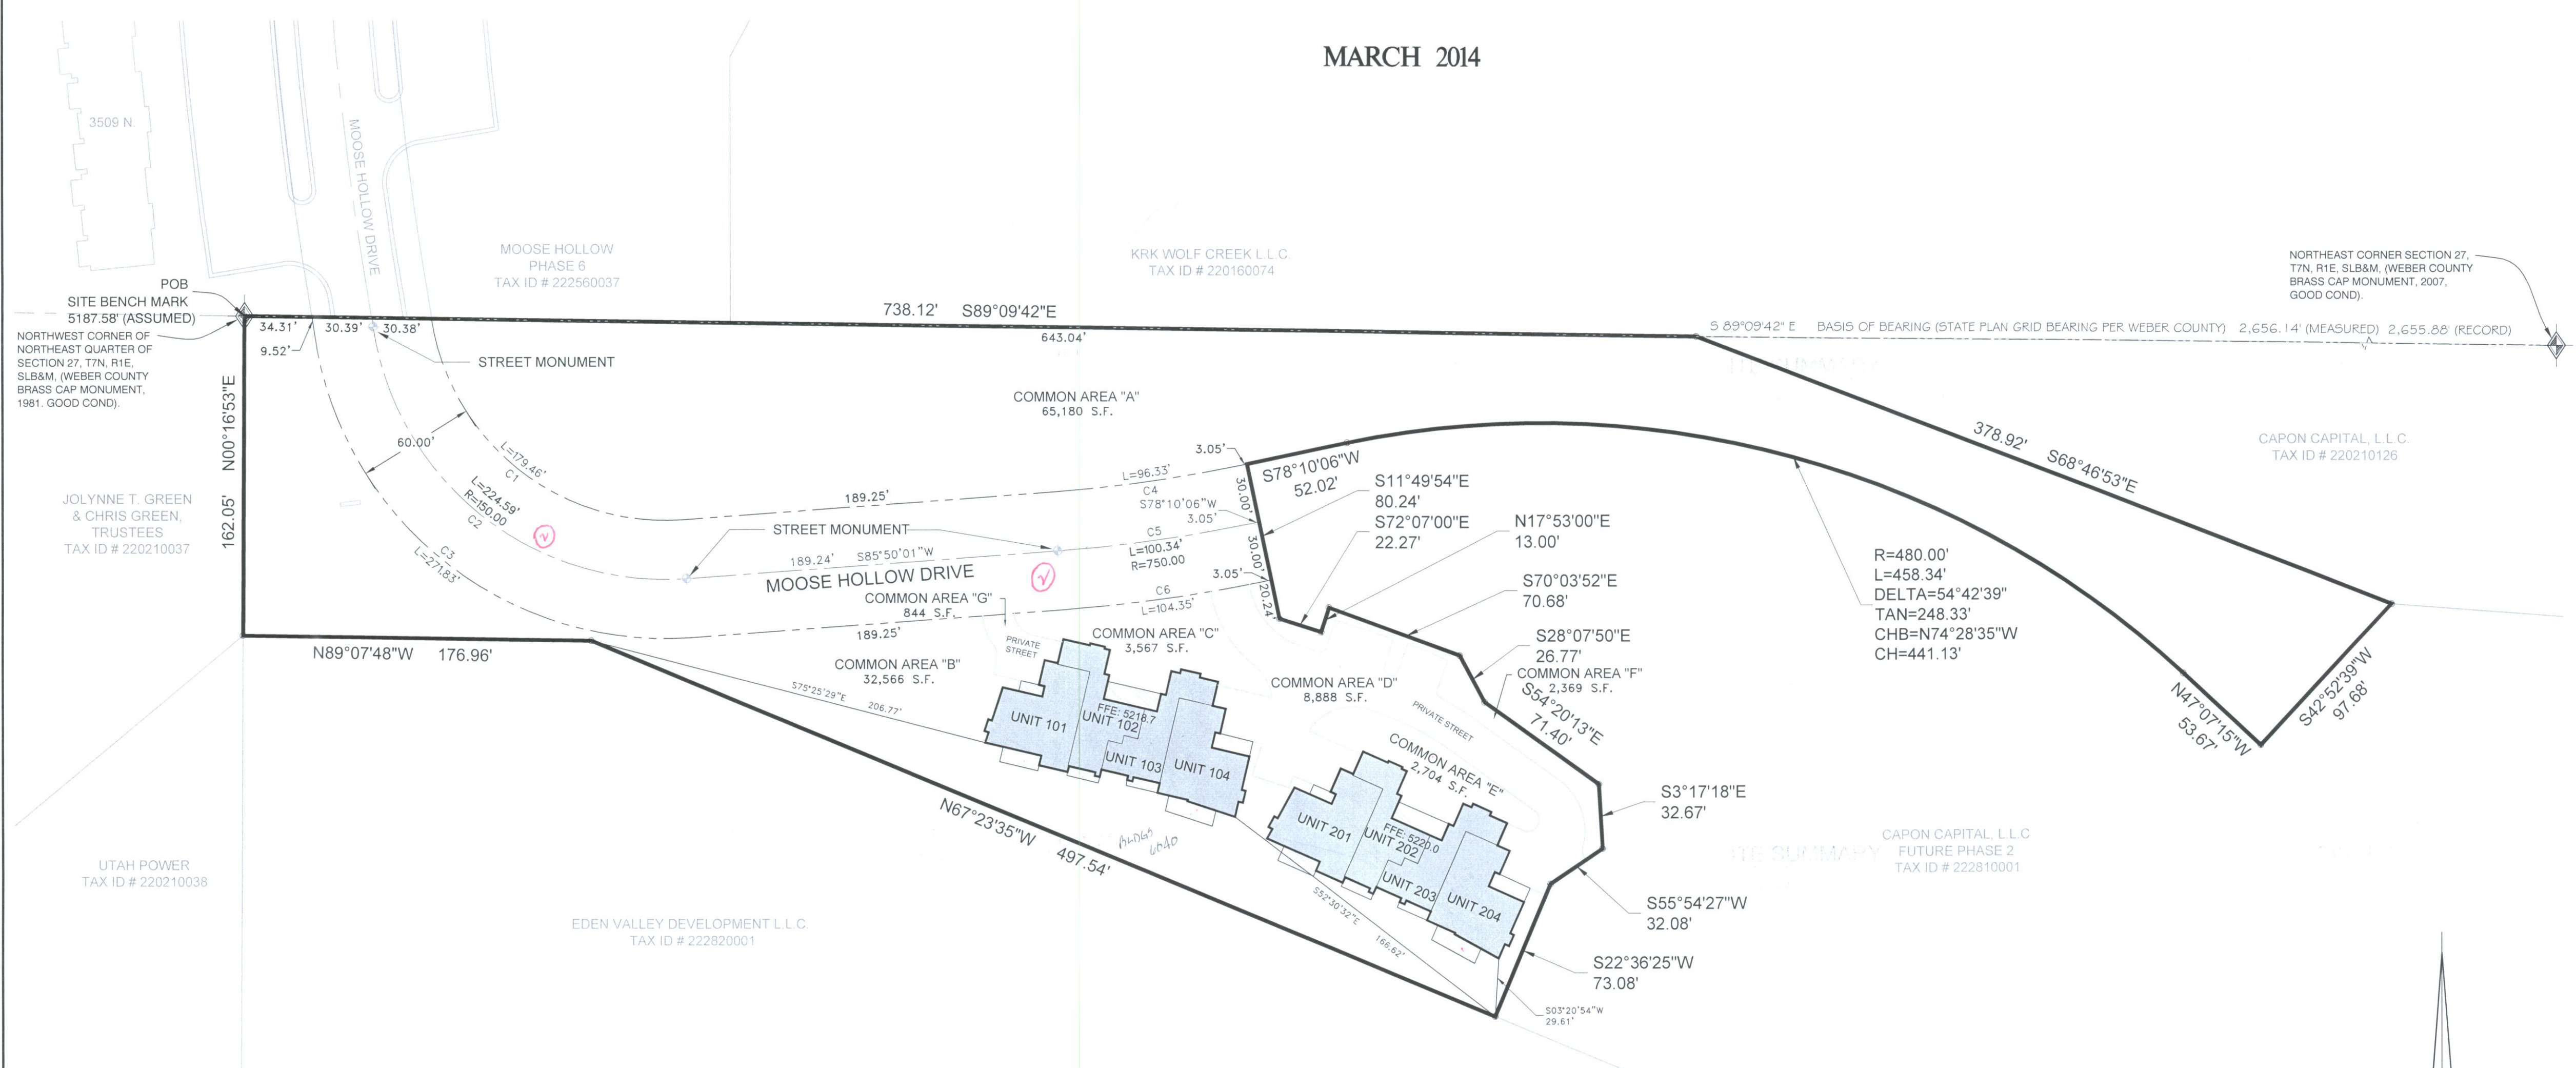 MARCH 2014
3509 N.
MOOSE HOLLOW DRIVE
MOOSE HOLLOW
PHASE 6
TAX ID # 222560037
KRK WOLF CREEK L.L.C.
TAX ID # 220160074
NORTHEAST CORNER SECTION 27,
T7N, R1E, SLB&M, (WEBER COUNTY
BRASS CAP MONUMENT, 2007,
GOOD COND).
POB
SITE BENCH MARK
5187.58' (ASSUMED)
NORTHWEST CORNER OF
NORTHEAST QUARTER OF
SECTION 27, T7N, R1E,
SLB&M, (WEBER COUNTY
BRASS CAP MONUMENT,
1981. GOOD COND).
34.31'
30.39'
30.38'
9.52'
STREET MONUMENT
738.12' S89°09'42"E
643.04'
S 89°09'42" E BASIS OF BEARING (STATE PLAN GRID BEARING PER WEBER COUNTY) 2,656.14' (MEASURED) 2,655.88' (RECORD)
COMMON AREA "A"
65,180 S.F.
162.05' N00°16'53"E
60.00'
L=179.46'
C1
L=224.59'
R=150.00
C2
C3
L=271.83'
JOLYNNE T. GREEN
& CHRIS GREEN,
TRUSTEES
TAX ID # 220210037
189.25'
STREET MONUMENT
189.24' S85°50'01"W
MOOSE HOLLOW DRIVE
L=96.33'
C4
S78°10'06"W
3.05'
3.05'
C5
L=100.34'
R=750.00
3.05'
C6
L=104.35'
30.00'
30.00'
20.24'
S78°10'06"W
52.02'
S11°49'54"E
80.24'
S72°07'00"E
22.27'
N17°53'00"E
13.00'
S70°03'52"E
70.68'
S28°07'50"E
26.77'
COMMON AREA "F"
2,369 S.F.
S54°20'13"E
71.40'
378.92' S68°46'53"E
CAPON CAPITAL, L.L.C.
TAX ID # 220210126
R=480.00'
L=458.34'
DELTA=54°42'39"
TAN=248.33'
CHB=N74°28'35"W
CH=441.13'
N47°07'15"W
53.67'
S42°52'39"W
97.68'
COMMON AREA "G"
844 S.F.
189.25'
PRIVATE
STREET
COMMON AREA "C"
3,567 S.F.
COMMON AREA "B"
32,566 S.F.
N89°07'48"W 176.96'
S75°25'29"E 206.77'
COMMON AREA "D"
8,888 S.F.
PRIVATE STREET
COMMON AREA "E"
2,704 S.F.
UNIT 101
FFE: 5218.7
UNIT 102
UNIT 103
UNIT 104
UNIT 201
FFE: 5220.0
UNIT 202
UNIT 203
UNIT 204
N67°23'35"W 497.54'
BLDGS
S52°30'32"E 166.62'
S3°17'18"E
32.67'
S55°54'27"W
32.08'
S22°36'25"W
73.08'
S03°20'54"W
29.61'
CAPON CAPITAL, L.L.C
FUTURE PHASE 2
TAX ID # 222810001
UTAH POWER
TAX ID # 220210038
EDEN VALLEY DEVELOPMENT L.L.C.
TAX ID # 222820001